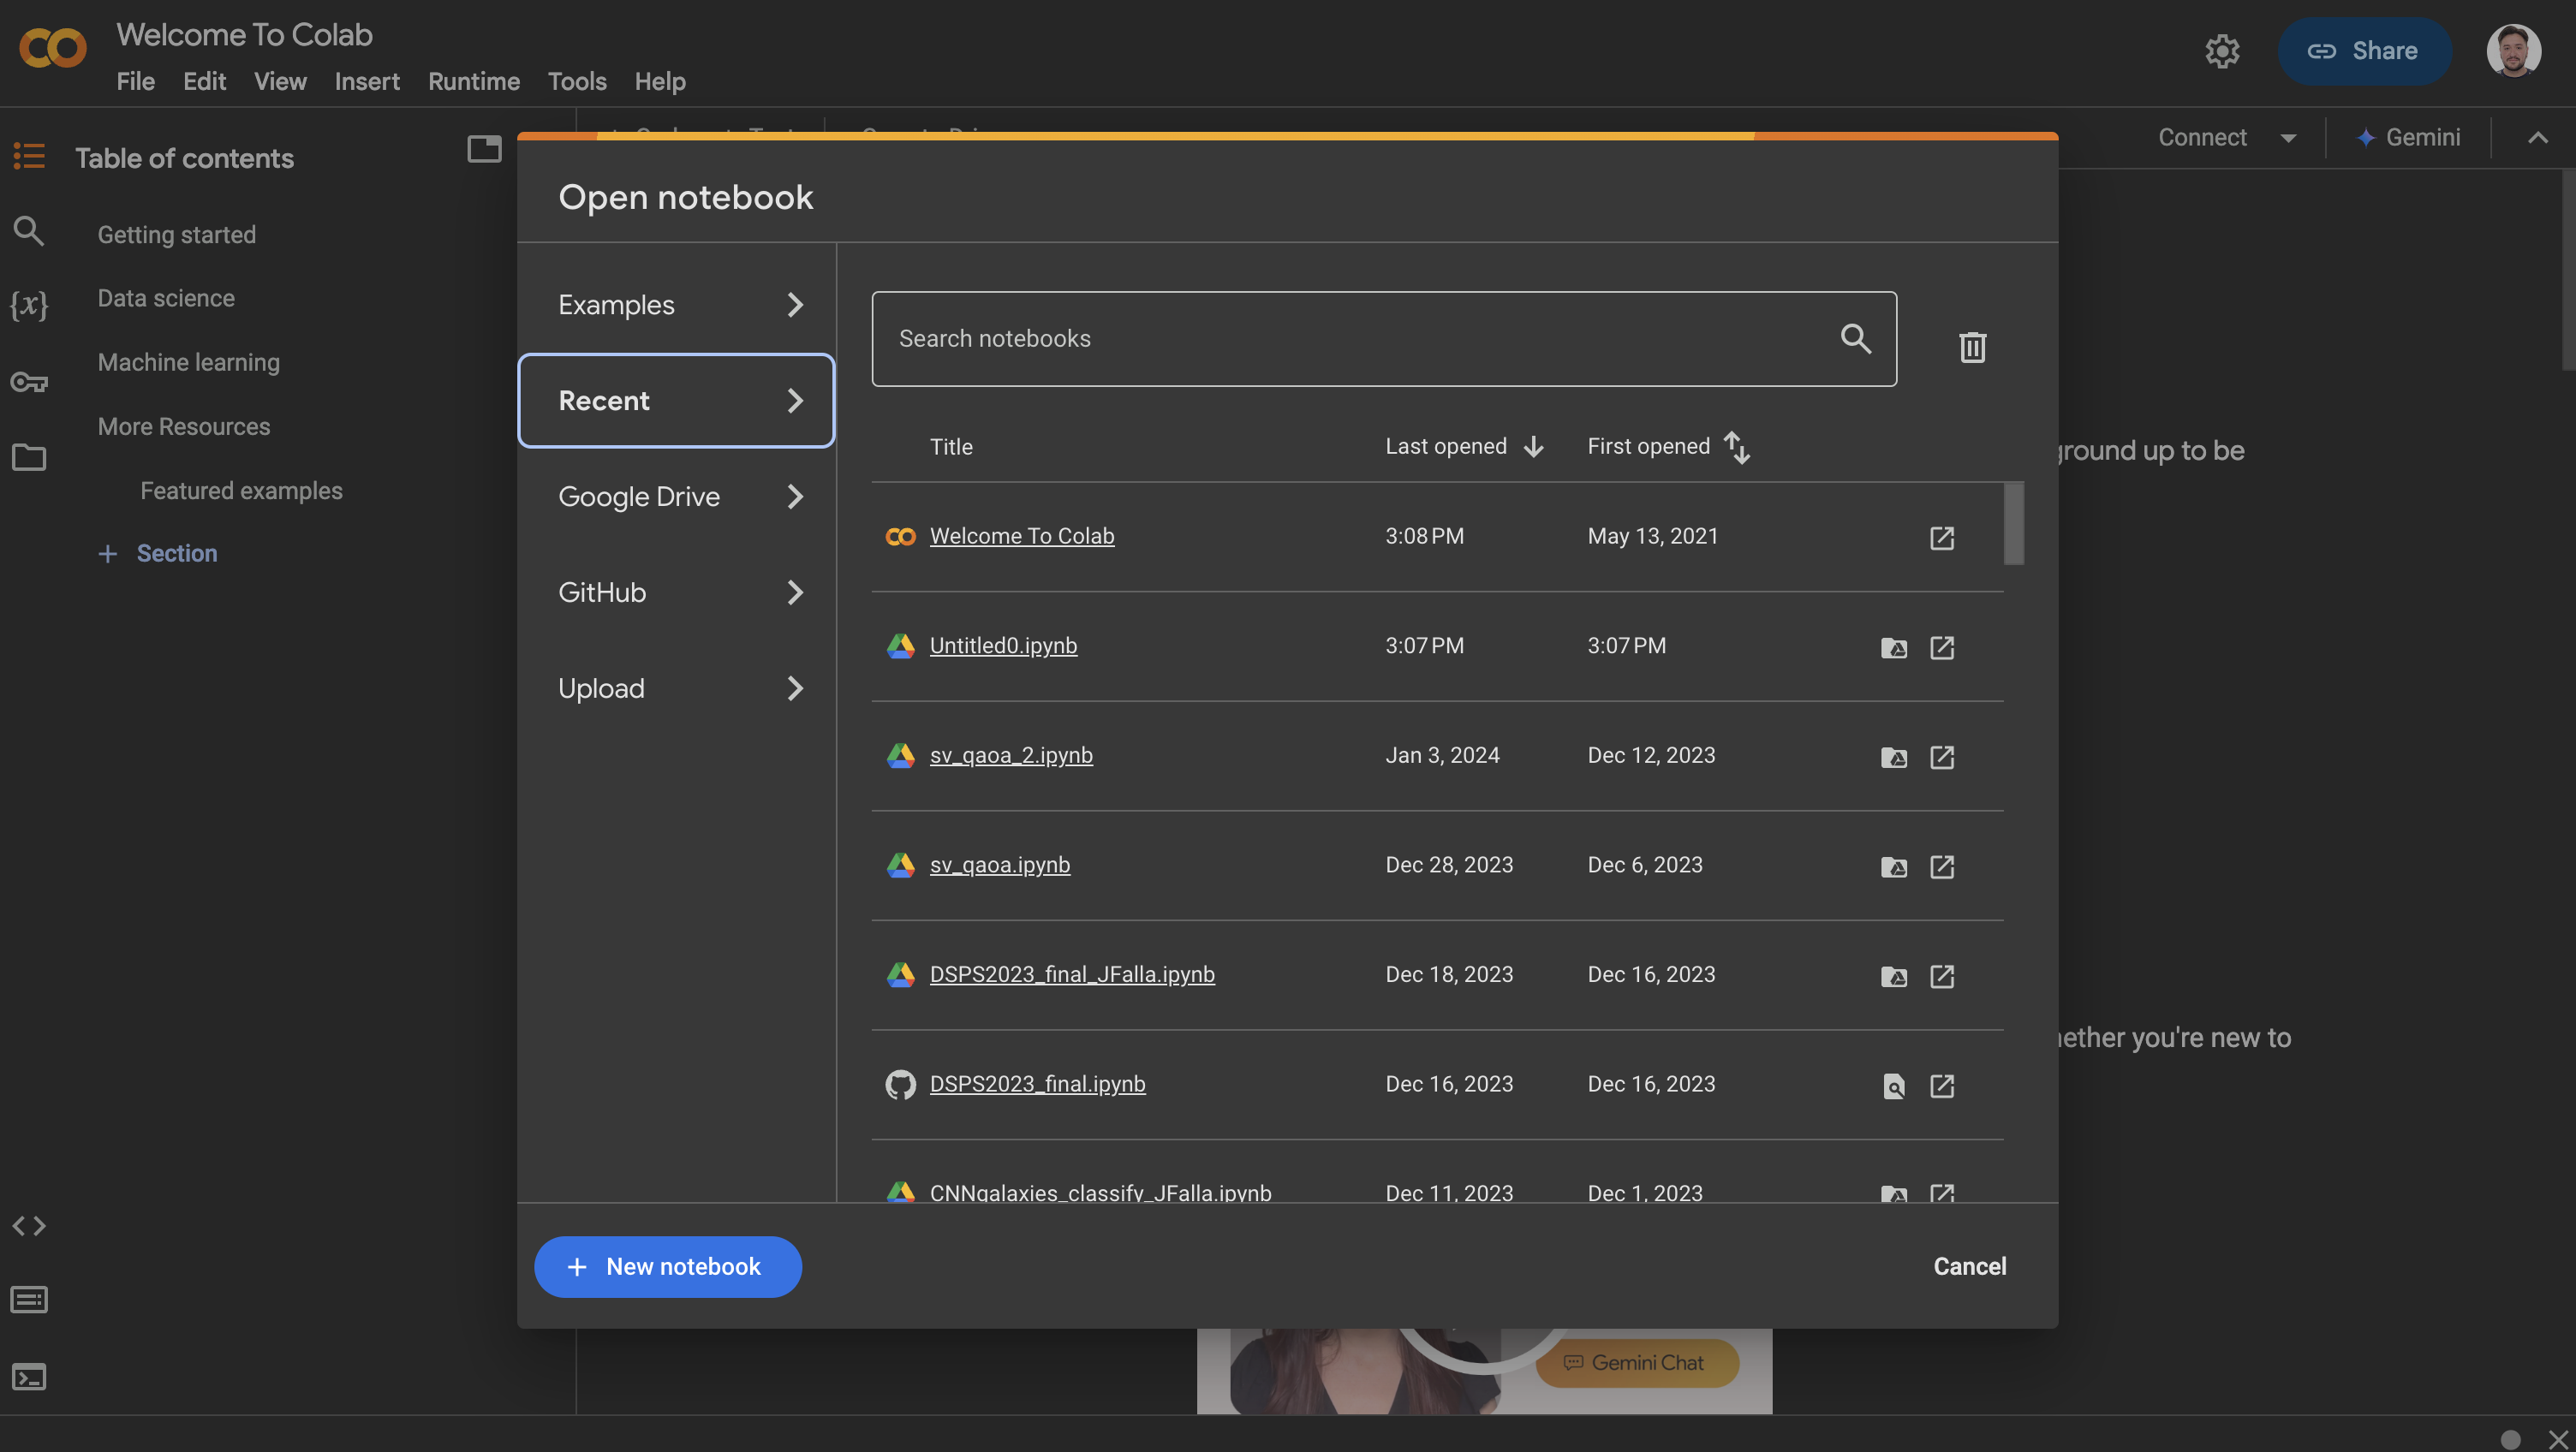 Welcome To Colab
File Edit View Insert Runtime Tools Help
Share
Table of contents
Getting started
Data science
Machine learning
More Resources
Featured examples
+ Section
Connect
Gemini
Open notebook
Examples
Recent
Google Drive
GitHub
Upload
Search notebooks
Title Last opened First opened
Welcome To Colab 3:08 PM May 13, 2021
Untitled0.ipynb 3:07 PM 3:07 PM
sv_qaoa_2.ipynb Jan 3, 2024 Dec 12, 2023
sv_qaoa.ipynb Dec 28, 2023 Dec 6, 2023
DSPS2023_final_JFalla.ipynb Dec 18, 2023 Dec 16, 2023
DSPS2023_final.ipynb Dec 16, 2023 Dec 16, 2023
CNNgalaxies_classify_JFalla.ipynb Dec 11, 2023 Dec 1, 2023
+ New notebook
Cancel
up to be
you're new to
Gemini Chat